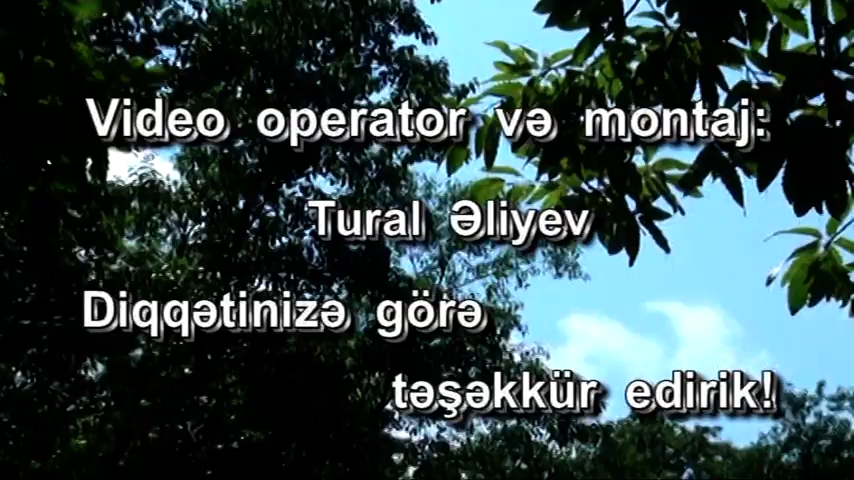 Video operator və montaj:
Tural Əliyev
Diqqətinizə görə
təşəkkür edirik!